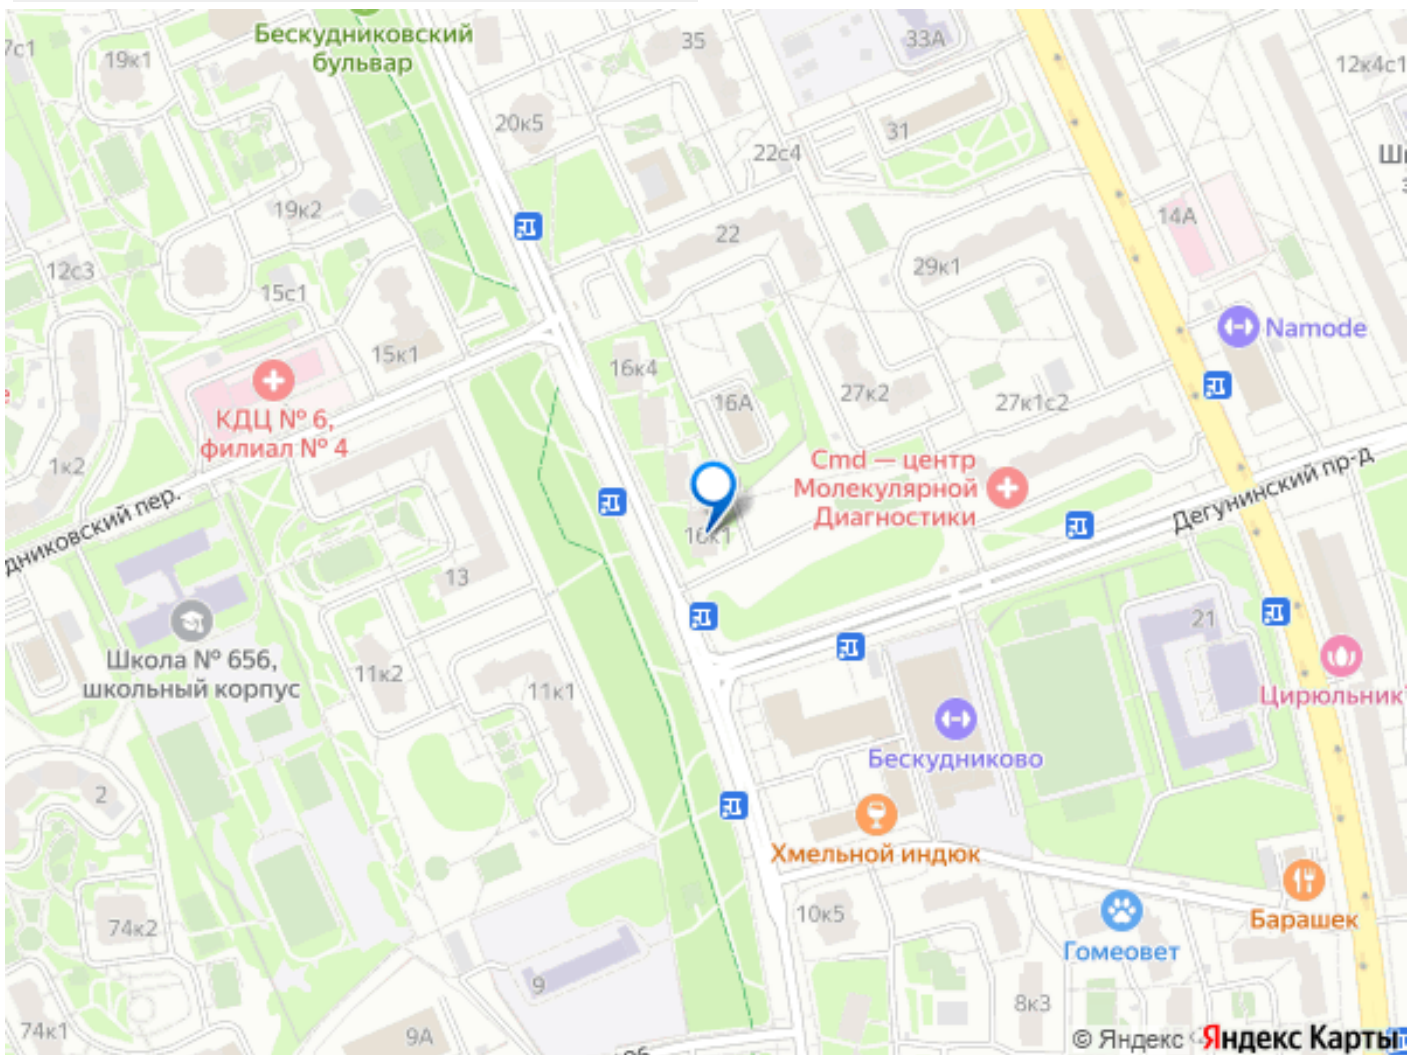 7с1
19к1
Бескудниковский
бульвар
35
33А
12к4с1
20к5
31
22с4
19к2
22
14А
12с3
15с1
29к1
Namode
15к1
16к4
16А
27к2
27к1с2
КДЦ № 6,
филиал № 4
1к2
Cmd — центр
Молекулярной
Диагностики
Дегунинский пр-д
дниковский пер.
16к1
13
21
Школа № 656,
школьный корпус
11к2
11к1
Цирюльник
Бескудниково
2
Хмельной индюк
74к2
10к5
Барашек
Гомеовет
9
8к3
74к1
9А
© Яндекс
Яндекс Карты